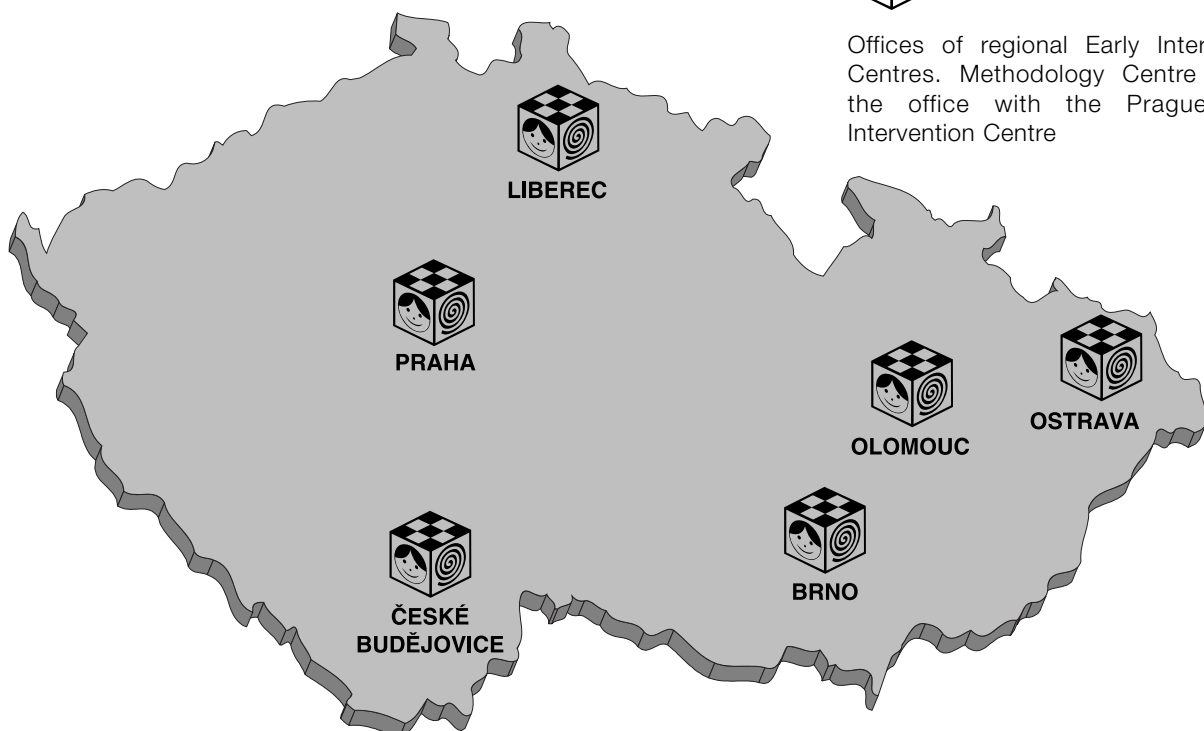 Offices of regional Early
Centres. Methodology Centre
the office with the Prague
Intervention Centre
LIBEREC
PRAHA
OLOMOUC
OSTRAVA
BRNO
ČESKÉ
BUDĚJOVICE